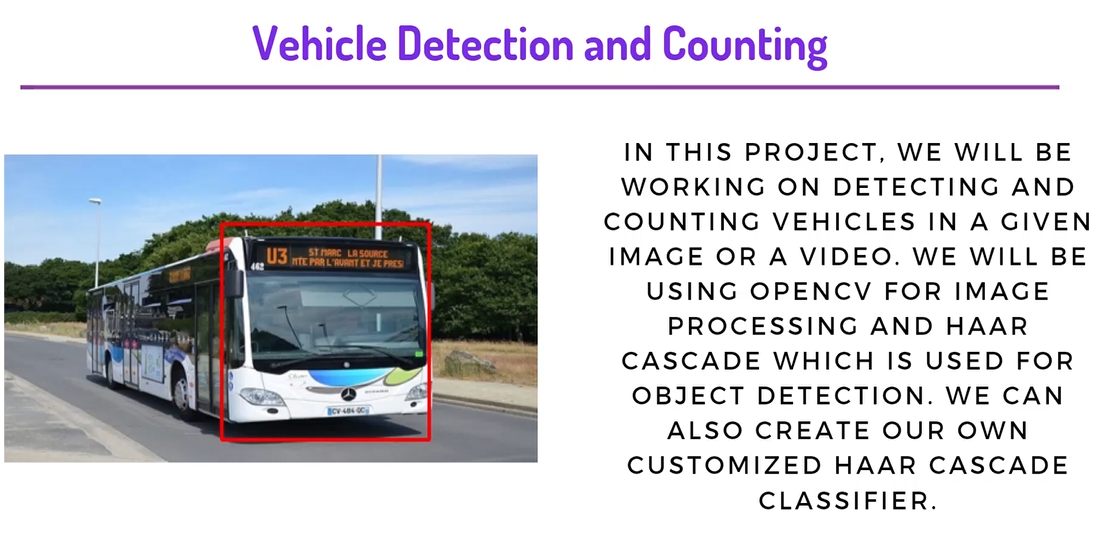 Vehicle Detection and Counting
U3 ST MARC LA SOURCE
NTE PAR L'AVANT ET JE PRES
462
CV-484-QC
IN THIS PROJECT, WE WILL BE
WORKING ON DETECTING AND
COUNTING VEHICLES IN A GIVEN
IMAGE OR A VIDEO. WE WILL BE
USING OPENCV FOR IMAGE
PROCESSING AND HAAR
CASCADE WHICH IS USED FOR
OBJECT DETECTION. WE CAN
ALSO CREATE OUR OWN
CUSTOMIZED HAAR CASCADE
CLASSIFIER.